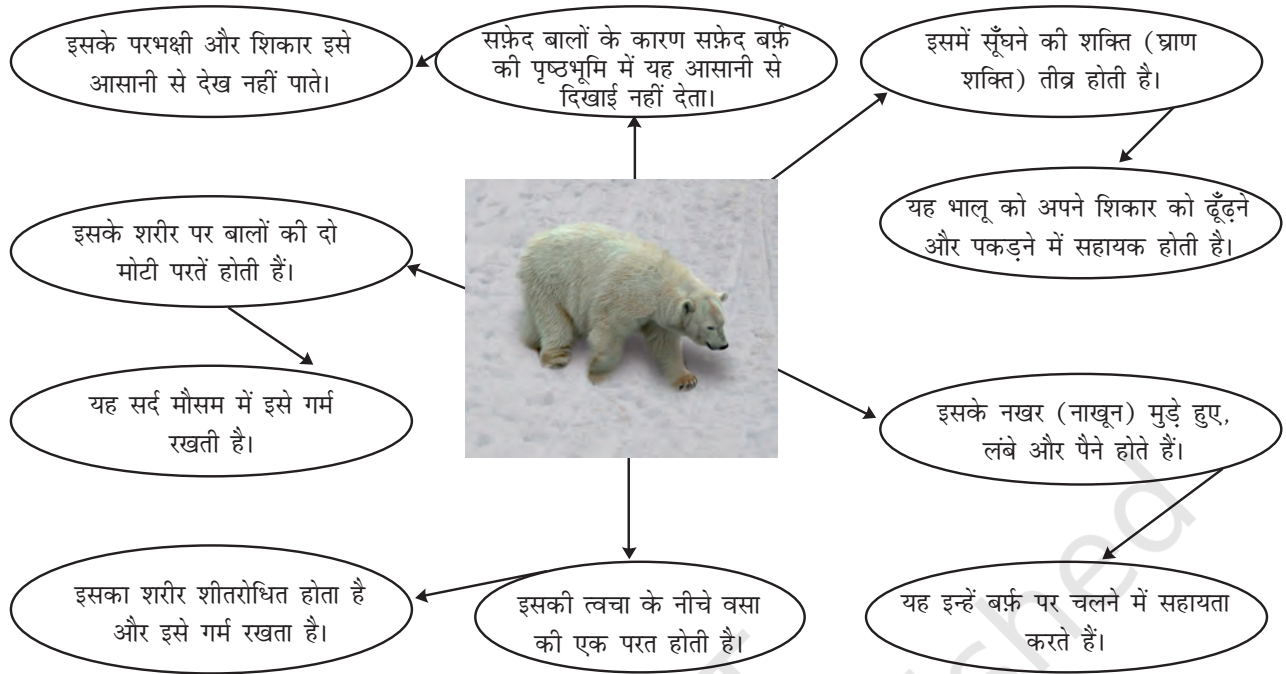 इसके परभक्षी और शिकार इसे
आसानी से देख नहीं पाते।
सफ़ेद बालों के कारण सफ़ेद बर्फ़
की पृष्ठभूमि में यह आसानी से
दिखाई नहीं देता।
इसमें सूँघने की शक्ति (घ्राण
शक्ति) तीव्र होती है।
यह भालू को अपने शिकार को ढूँढ़ने
और पकड़ने में सहायक होती है।
इसके शरीर पर बालों की दो
मोटी परतें होती हैं।
यह सर्द मौसम में इसे गर्म
रखती है।
इसके नखर (नाखून) मुड़े हुए,
लंबे और पैने होते हैं।
इसका शरीर शीतरोधित होता है
और इसे गर्म रखता है।
इसकी त्वचा के नीचे वसा
की एक परत होती है।
यह इन्हें बर्फ़ पर चलने में सहायता
करते हैं।